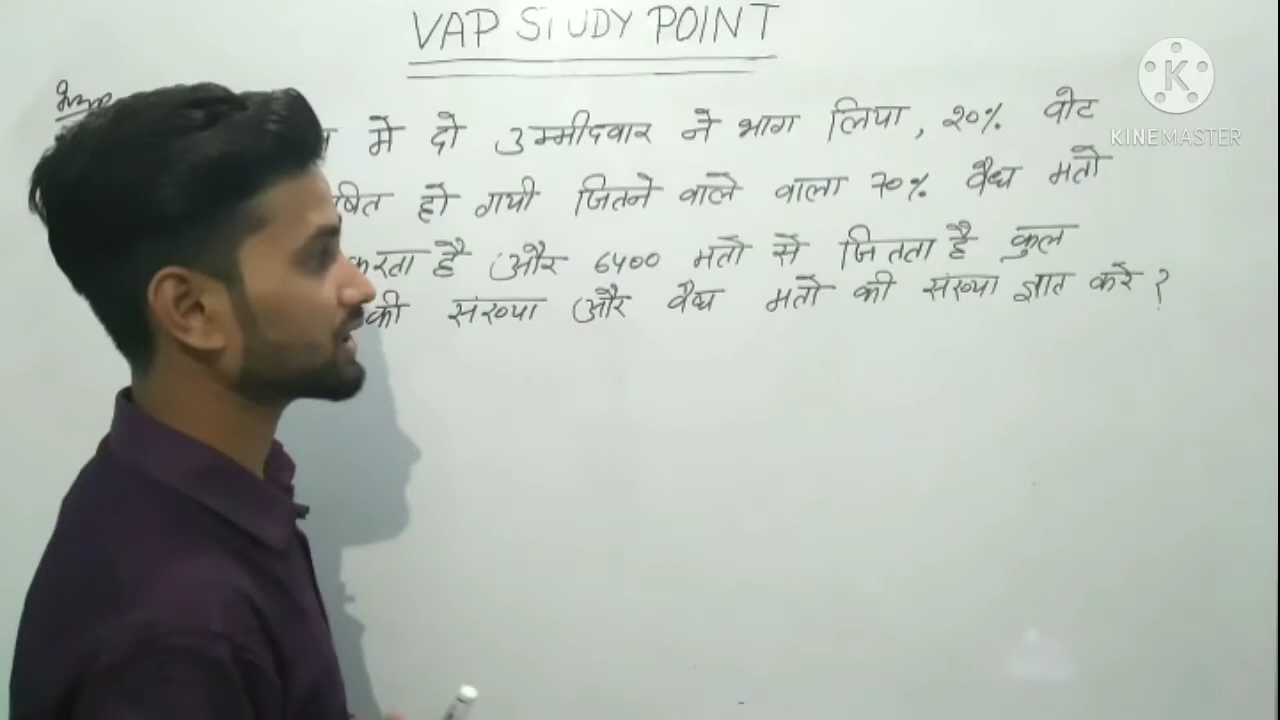 VAP STUDY POINT
K
KINEMASTER
में दो उम्मीदवार ने भाग लिया, 20% वोट
हो गयी जितने वाले वाला 70% वैध मतो
करता है और 6400 मतो से जितता है कुल
की संख्या और वैध मतो की संख्या ज्ञात करे ?